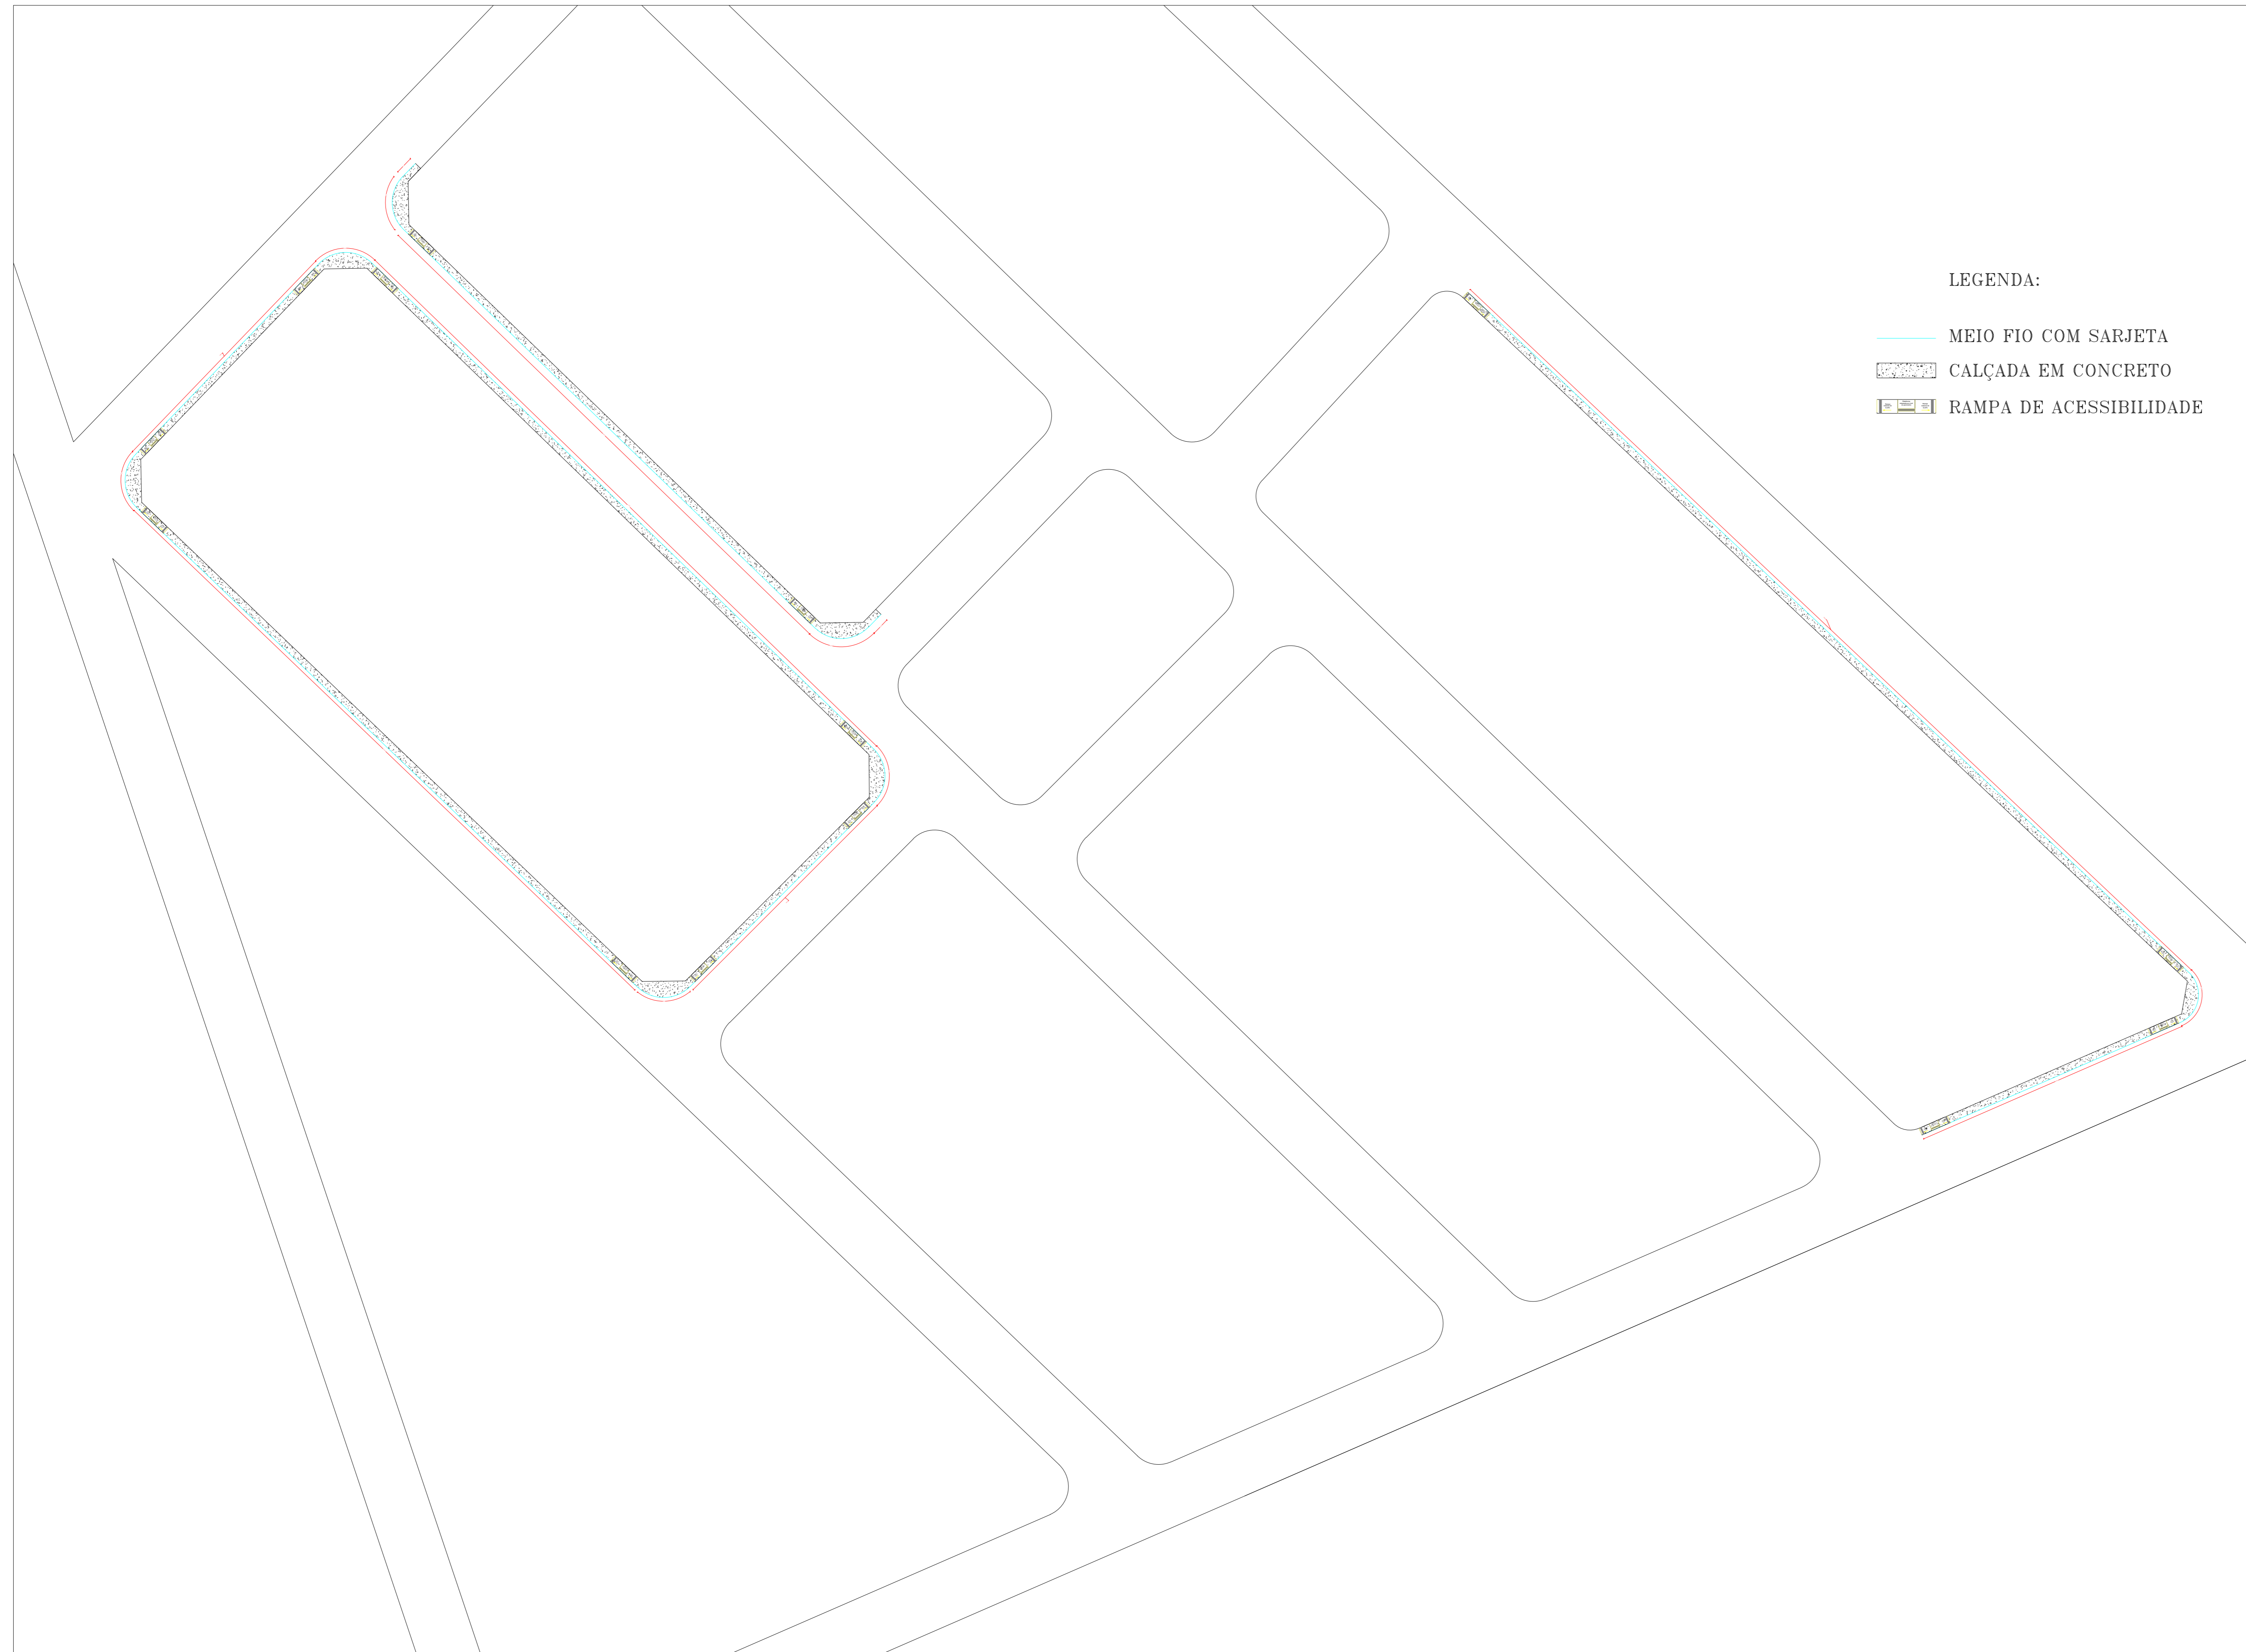 LEGENDA:
MEIO FIO COM SARJETA
CALÇADA EM CONCRETO
RAMPA DE ACESSIBILIDADE